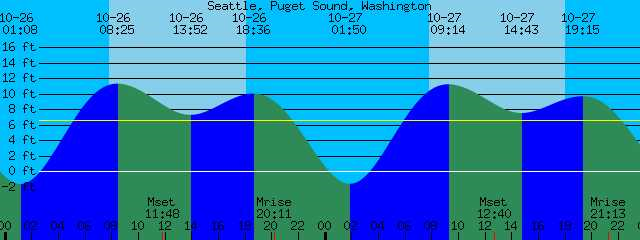 Seattle, Puget Sound, Washington
10-26 10-26 10-26 10-26 10-27 10-27 10-27 10-27
01:08 08:25 13:52 18:36 01:50 09:14 14:43 19:15
16 ft
14 ft
12 ft
10 ft
8 ft
6 ft
4 ft
2 ft
0 ft
-2 ft
Mset Mrise Mset Mrise
11:48 20:11 12:40 21:13
00 02 04 06 08 10 12 14 16 18 20 22 00 02 04 06 08 10 12 14 16 18 20 22